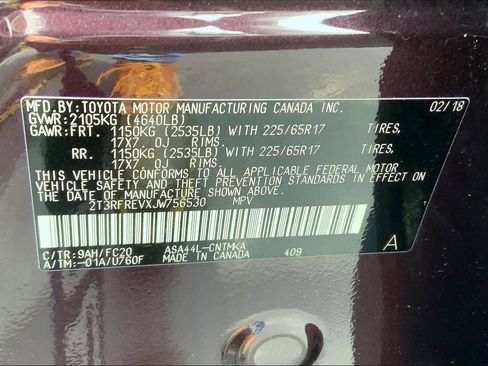 MFD.BY:TOYOTA MOTOR MANUFACTURING CANADA INC. 02/18
GVWR:2105KG (4640LB)
GAWR:FRT. 1150KG (2535LB) WITH 225/65R17 TIRES,
17X7.0J RIMS,
RR. 1150KG (2535LB) WITH 225/65R17 TIRES,
17X7.0J RIMS,
THIS VEHICLE CONFORMS TO ALL APPLICABLE FEDERAL MOTOR
VEHICLE SAFETY AND THEFT PREVENTION STANDARDS IN EFFECT ON
THE DATE OF MANUFACTURE SHOWN ABOVE.
2T3RFREVXJW756530 MPV
C/TR:9AH/FC20 ASA44L-CNTMKA A
A/TM:-01A/U760F MADE IN CANADA 409